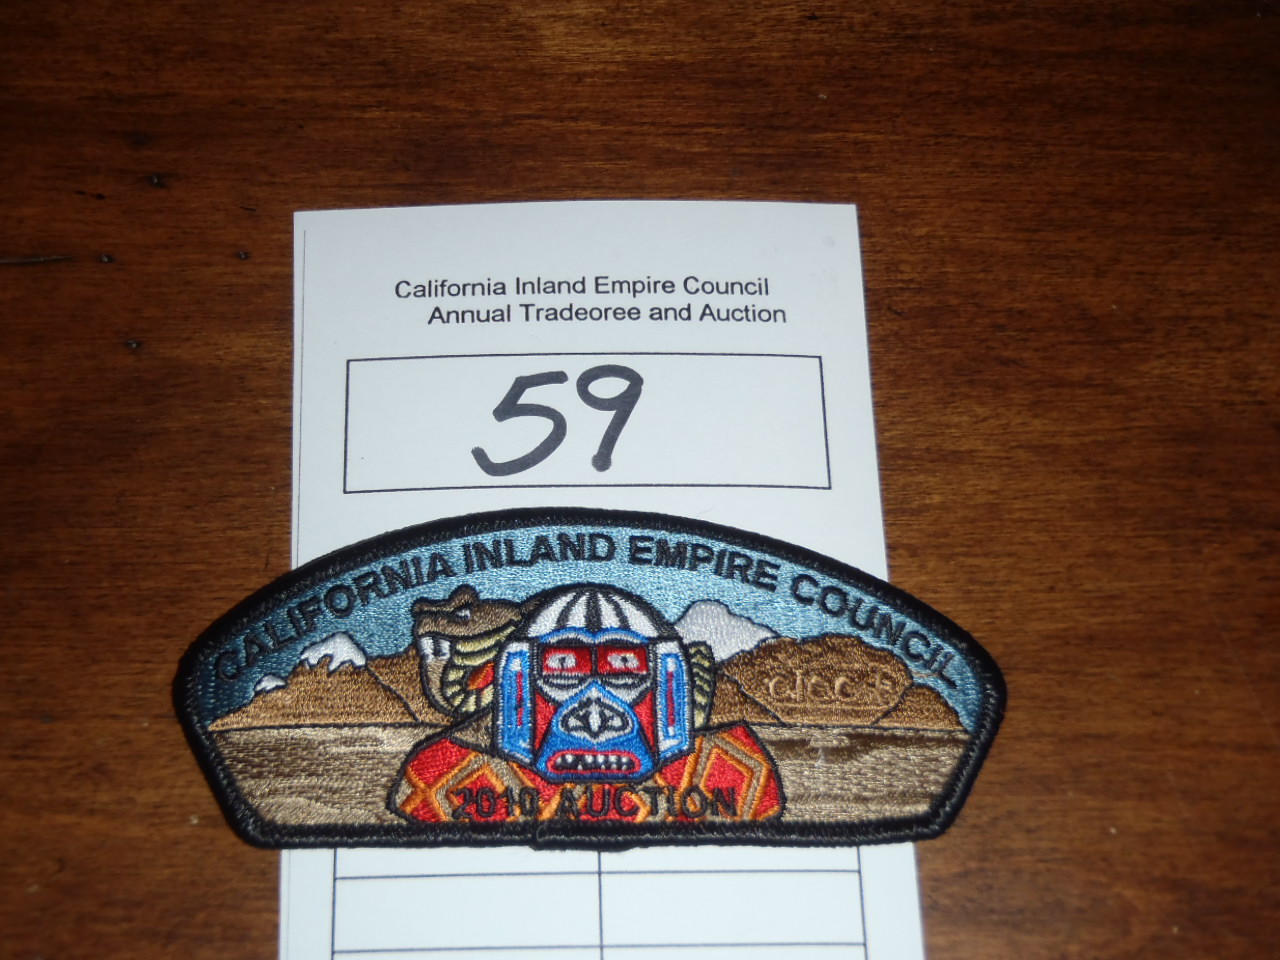 California Inland Empire Council
Annual Tradeoree and Auction
59
CALIFORNIA INLAND EMPIRE COUNCIL
2010 AUCTION